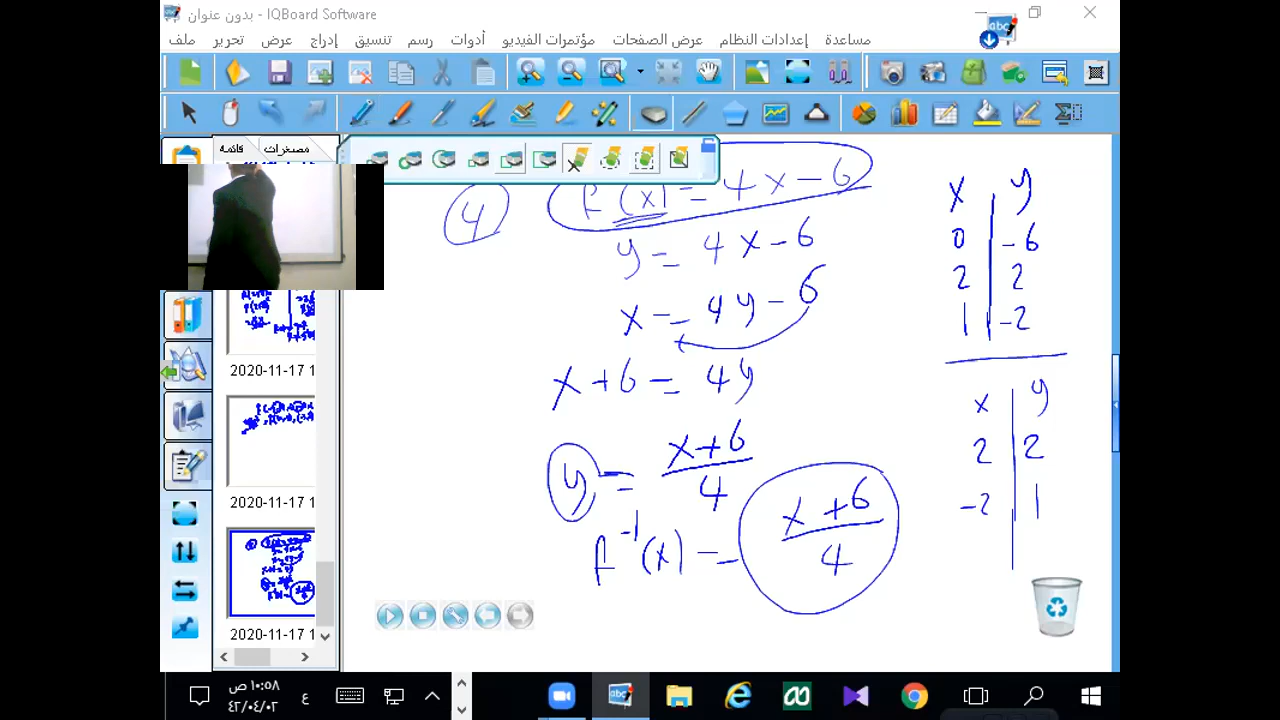 بدون عنوان - IQBoard Software
ملف تحرير عرض إدراج تنسيق رسم أدوات مؤتمرات الفيديو عرض الصفحات إعدادات النظام مساعدة
قائمة مصغرات
4 f(x) = 4x - 6
y = 4x - 6
x = 4y - 6
x + 6 = 4y
y = x+6 / 4
f⁻¹(x) = x+6 / 4
x | y
0 | -6
2 | 2
1 | -2
x | y
2 | 2
-2 | 1
2020-11-17 1
2020-11-17 1
2020-11-17 1
١٠:٥٨ ص
٤٢/٠٤/٠٢
ع